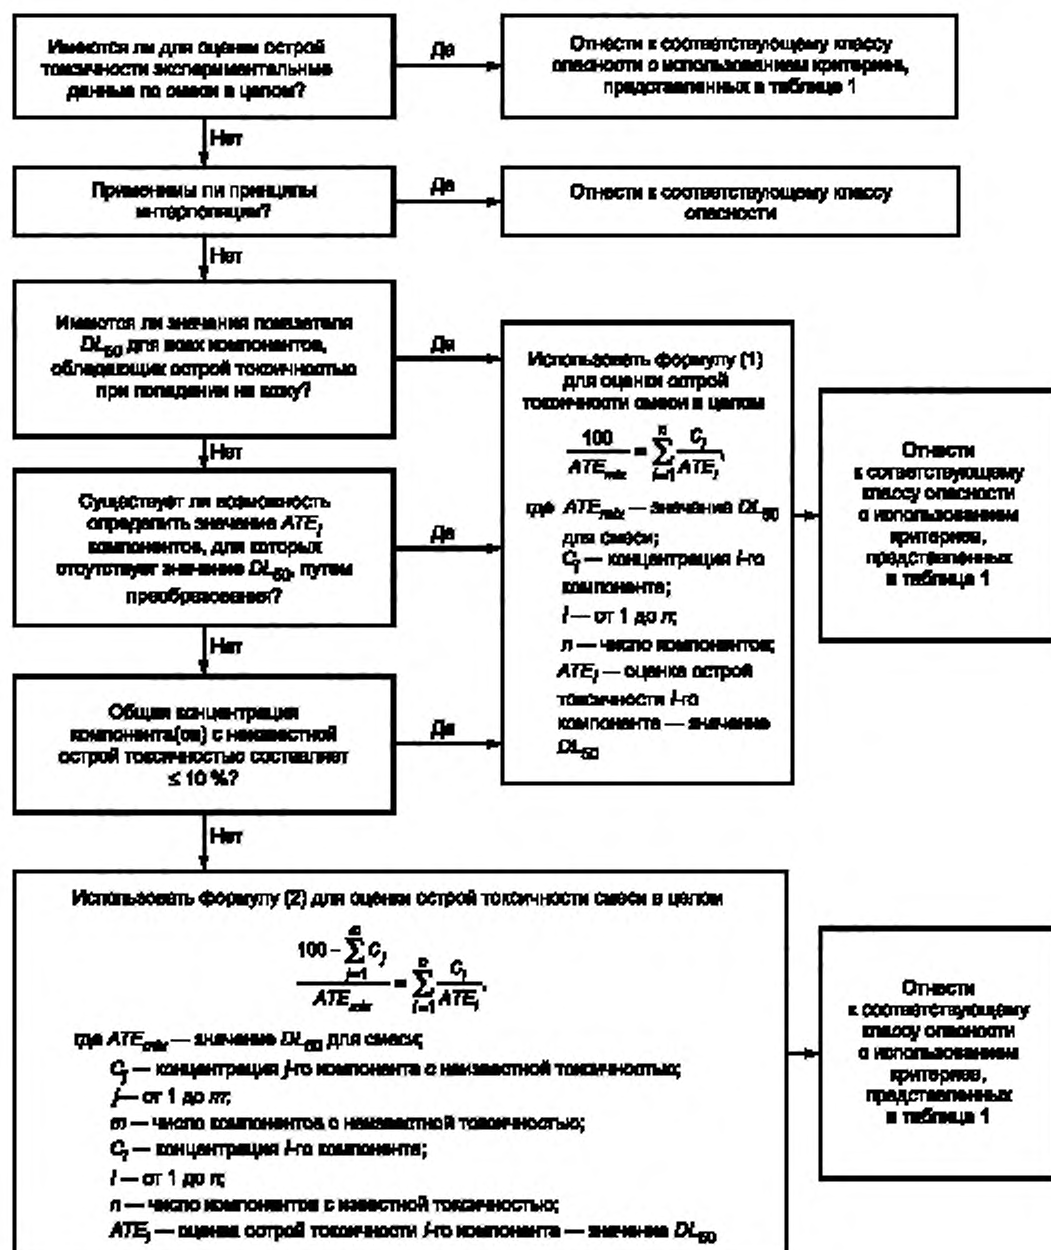 Имеются ли для оценки острой
токсичности экспериментальные
данные по смеси в целом?
Да
Отнести к соответствующему классу
опасности с использованием критериев,
представленных в таблице 1
Нет
Применимы ли принципы
интерполяции?
Да
Отнести к соответствующему классу
опасности
Нет
Имеются ли значения показателя
DL50 для всех компонентов,
обладающих острой токсичностью
при попадании на кожу?
Да
Нет
Существует ли возможность
определить значение ATEi
компонентов, для которых
отсутствует значение DL50, путем
преобразования?
Да
Нет
Общая концентрация
компонента(ов) с неизвестной
острой токсичностью составляет
≤ 10 %?
Да
Нет
Использовать формулу (1)
для оценки острой
токсичности смеси в целом
100/ATEmix = ∑ i=1 n Ci/ATEi,
где ATEmix — значение DL50
для смеси;
Ci — концентрация i-го
компонента;
i — от 1 до n;
n — число компонентов;
ATEi — оценка острой
токсичности i-го
компонента — значение
DL50
Отнести
к сответствующему
классу опасности
с использованием
критериев,
представленных
в таблице 1
Использовать формулу (2) для оценки острой токсичности смеси в целом
(100 – ∑ j=1 m Cj)/ATEmix = ∑ i=1 n Ci/ATEi,
где ATEmix — значение DL50 для смеси;
Cj — концентрация j-го компонента с неизвестной токсичностью;
j — от 1 до m;
m — число компонентов с неизвестной токсичностью;
Ci — концентрация i-го компонента;
i — от 1 до n;
n — число компонентов с известной токсичностью;
ATEi — оценка острой токсичности i-го компонента — значение DL50
Отнести
к соответствующему
классу опасности
с использованием
критериев,
представленных
в таблице 1